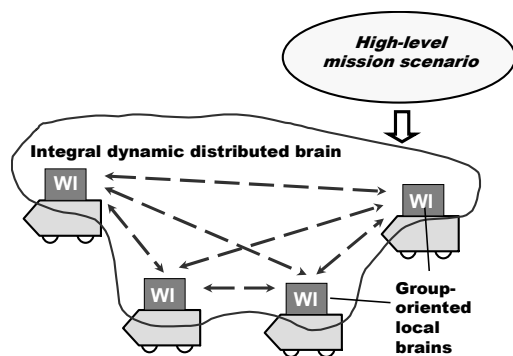 High-level
mission scenario
Integral dynamic distributed brain
WI
WI
WI
WI
Group-
oriented
local
brains